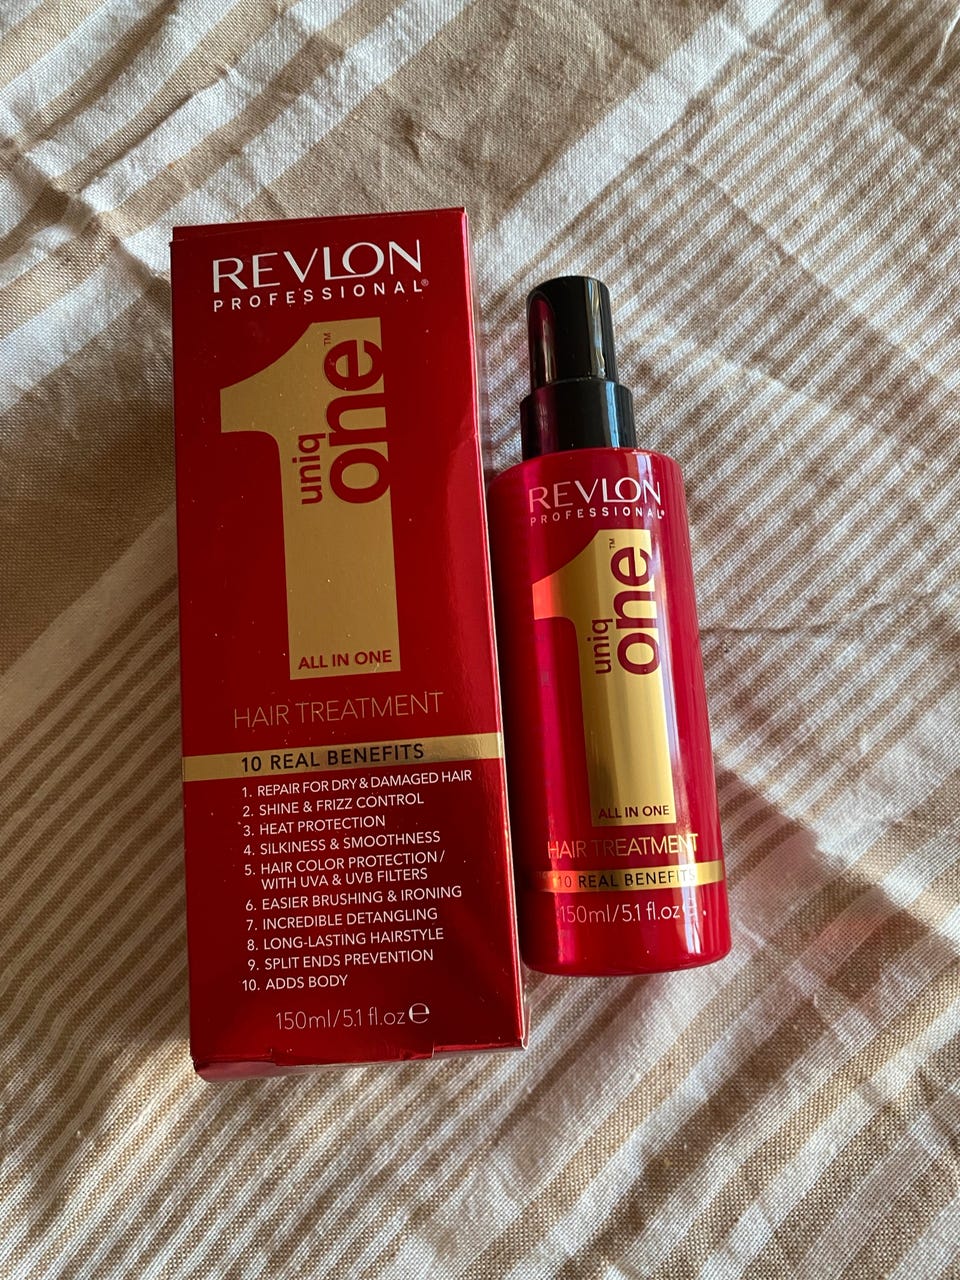 REVLON
PROFESSIONAL®
uniq
one™
ALL IN ONE
HAIR TREATMENT
10 REAL BENEFITS
1. REPAIR FOR DRY & DAMAGED HAIR
2. SHINE & FRIZZ CONTROL
3. HEAT PROTECTION
4. SILKINESS & SMOOTHNESS
5. HAIR COLOR PROTECTION/
WITH UVA & UVB FILTERS
6. EASIER BRUSHING & IRONING
7. INCREDIBLE DETANGLING
8. LONG-LASTING HAIRSTYLE
9. SPLIT ENDS PREVENTION
10. ADDS BODY
150ml/5.1 fl.oz ℮
REVLON
PROFESSIONAL®
1
uniq
one™
ALL IN ONE
HAIR TREATMENT
10 REAL BENEFITS
150ml/5.1 fl.oz